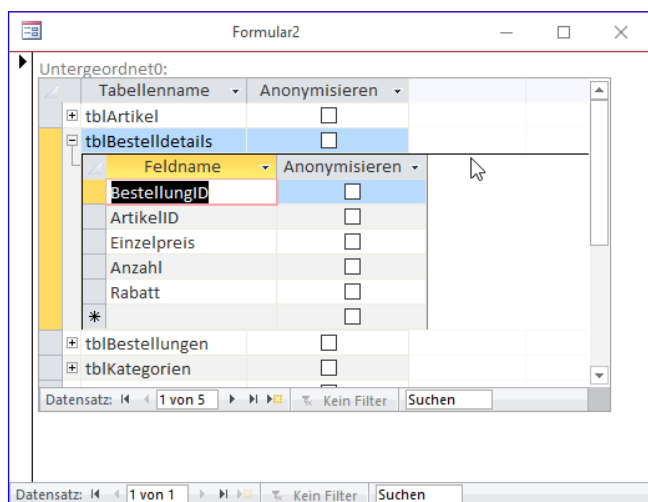 Formular2
Untergeordnet0:
Tabellenname Anonymisieren
tblArtikel
tblBestelldetails
Feldname Anonymisieren
BestellungID
ArtikelID
Einzelpreis
Anzahl
Rabatt
tblBestellungen
tblKategorien
Datensatz: 1 von 5 Kein Filter Suchen
Datensatz: 1 von 1 Kein Filter Suchen